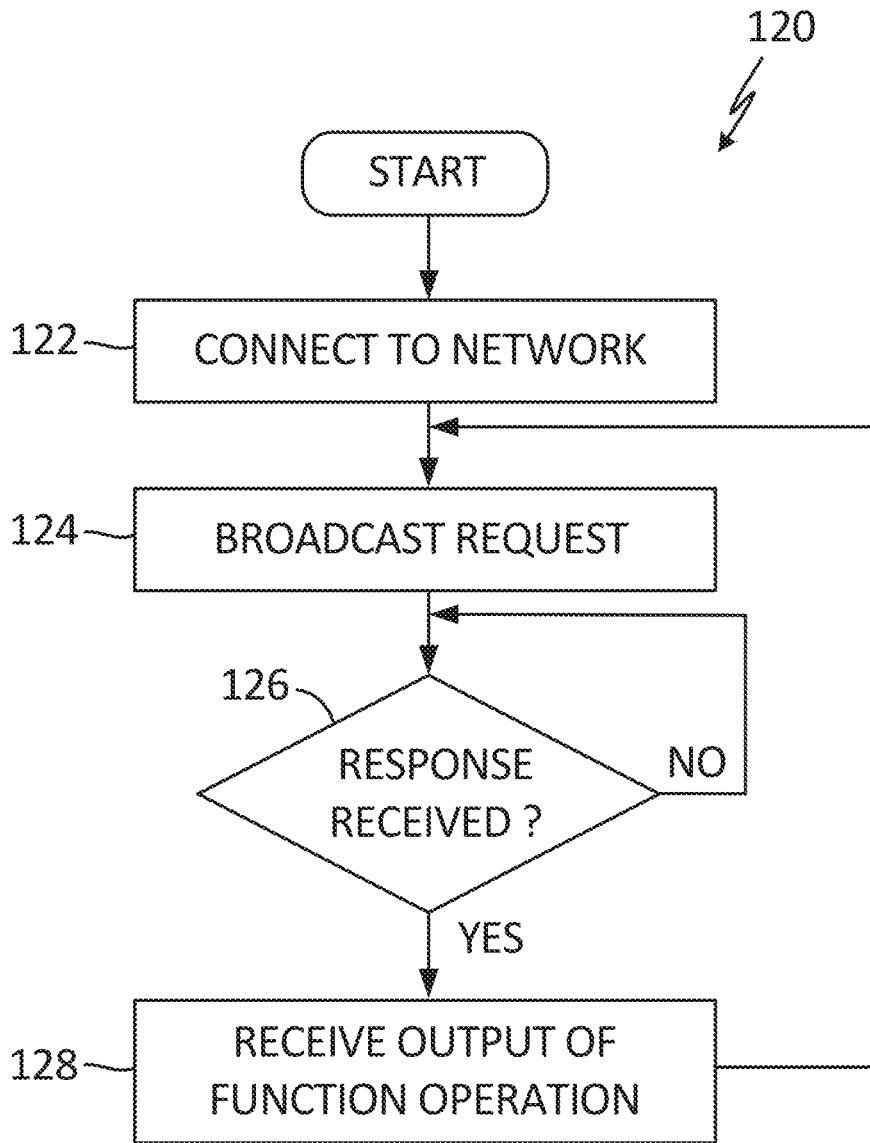 120
START
122
CONNECT TO NETWORK
124
BROADCAST REQUEST
126
RESPONSE
RECEIVED ?
NO
YES
128
RECEIVE OUTPUT OF
FUNCTION OPERATION